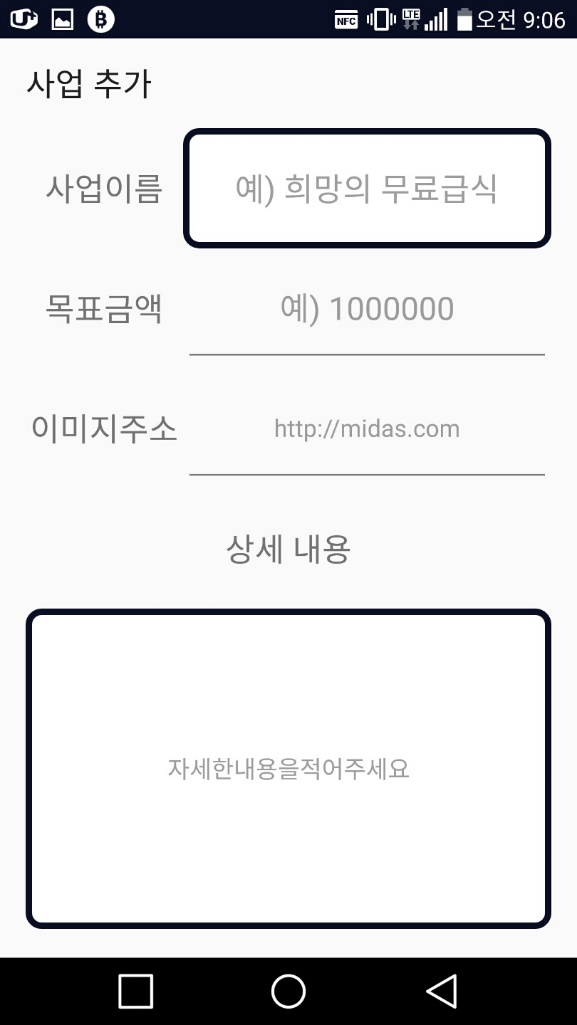 NFC LTE 오전 9:06
사업 추가
사업이름 예) 희망의 무료급식
목표금액 예) 1000000
이미지주소 http://midas.com
상세 내용
자세한내용을적어주세요